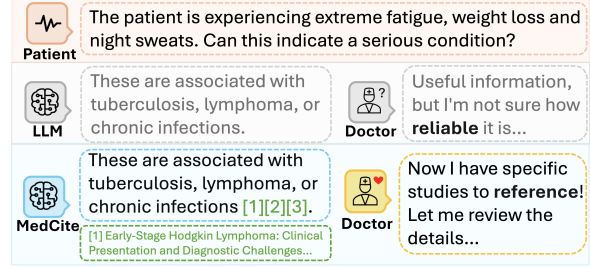 The patient is experiencing extreme fatigue, weight loss and
night sweats. Can this indicate a serious condition?
Patient
These are associated with
tuberculosis, lymphoma, or
chronic infections.
LLM
?
Useful information,
but I'm not sure how
reliable it is...
Doctor
These are associated with
tuberculosis, lymphoma, or
chronic infections [1][2][3].
MedCite
[1] Early-Stage Hodgkin Lymphoma: Clinical
Presentation and Diagnostic Challenges...
Now I have specific
studies to reference!
Let me review the
details...
Doctor